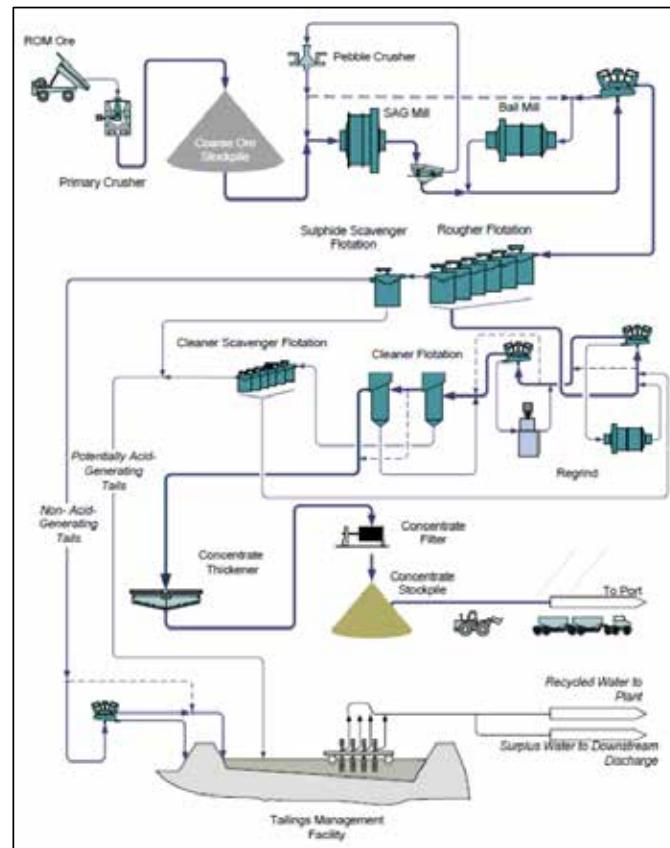 ROM Ore
Pebble Crusher
SAG Mill
Ball Mill
Coarse Ore
Stockpile
Primary Crusher
Sulphide Scavenger
Flotation
Rougher Flotation
Cleaner Scavenger Flotation
Cleaner Flotation
Potentially Acid-
Generating
Tails
Non- Acid-
Generating
Tails
Regrind
Concentrate
Thickener
Concentrate
Filter
Concentrate
Stockpile
To Port
Recycled Water to
Plant
Surplus Water to Downstream
Discharge
Tailings Management
Facility